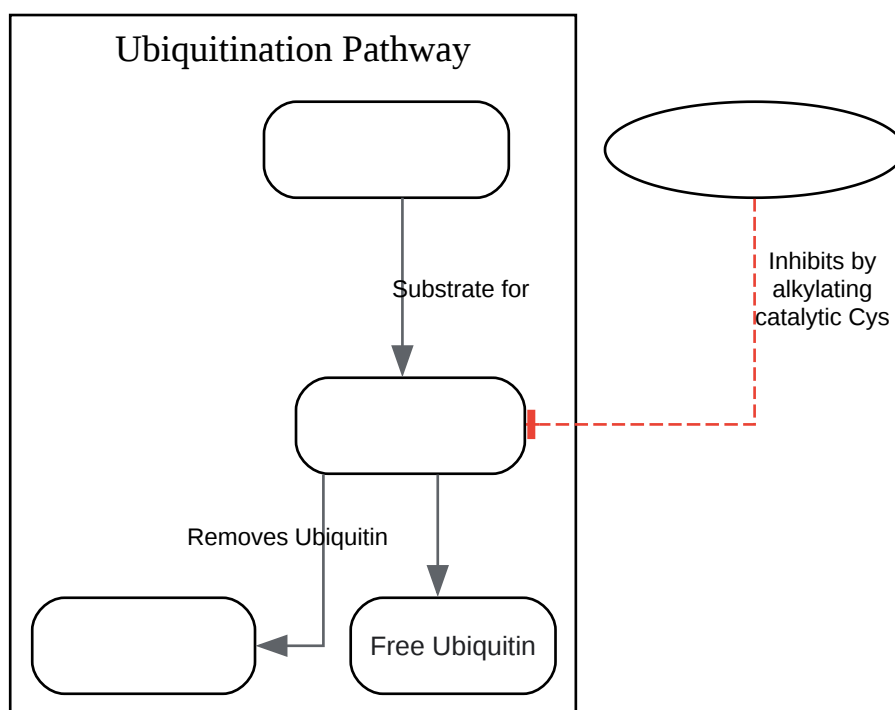 Ubiquitination Pathway
Substrate for
Inhibits by
alkylating
catalytic Cys
Removes Ubiquitin
Free Ubiquitin